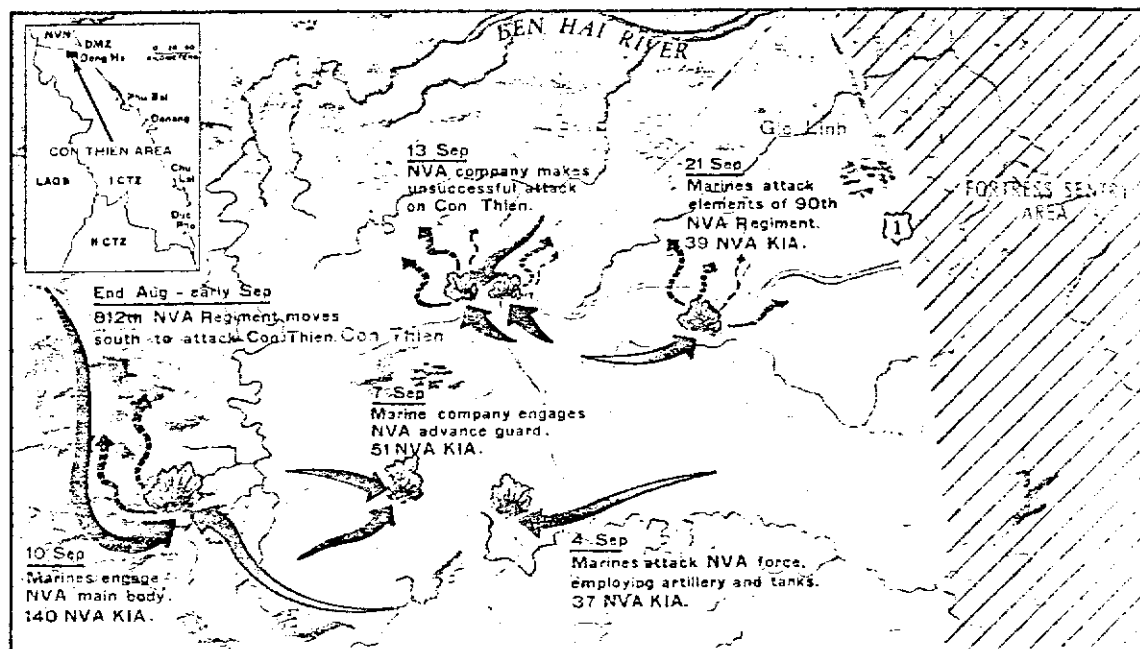 BEN HAI RIVER
NVN
DMZ
Dong Ha
Phu Bai
Danang
CON THIEN AREA
Chu
Lai
LAOS
I CTZ
Duc
Pho
II CTZ
13 Sep
NVA company makes
unsuccessful attack
on Con Thien.
Gio Linh
21 Sep
Marines attack
elements of 90th
NVA Regiment.
39 NVA KIA.
FORTRESS SENTRY
AREA
1
End Aug - early Sep
812th NVA Regiment moves
south to attack Con Thien.
Con Thien
7 Sep
Marine company engages
NVA advance guard.
51 NVA KIA.
10 Sep
Marines engage
NVA main body.
140 NVA KIA.
4 Sep
Marines attack NVA force,
employing artillery and tanks.
37 NVA KIA.